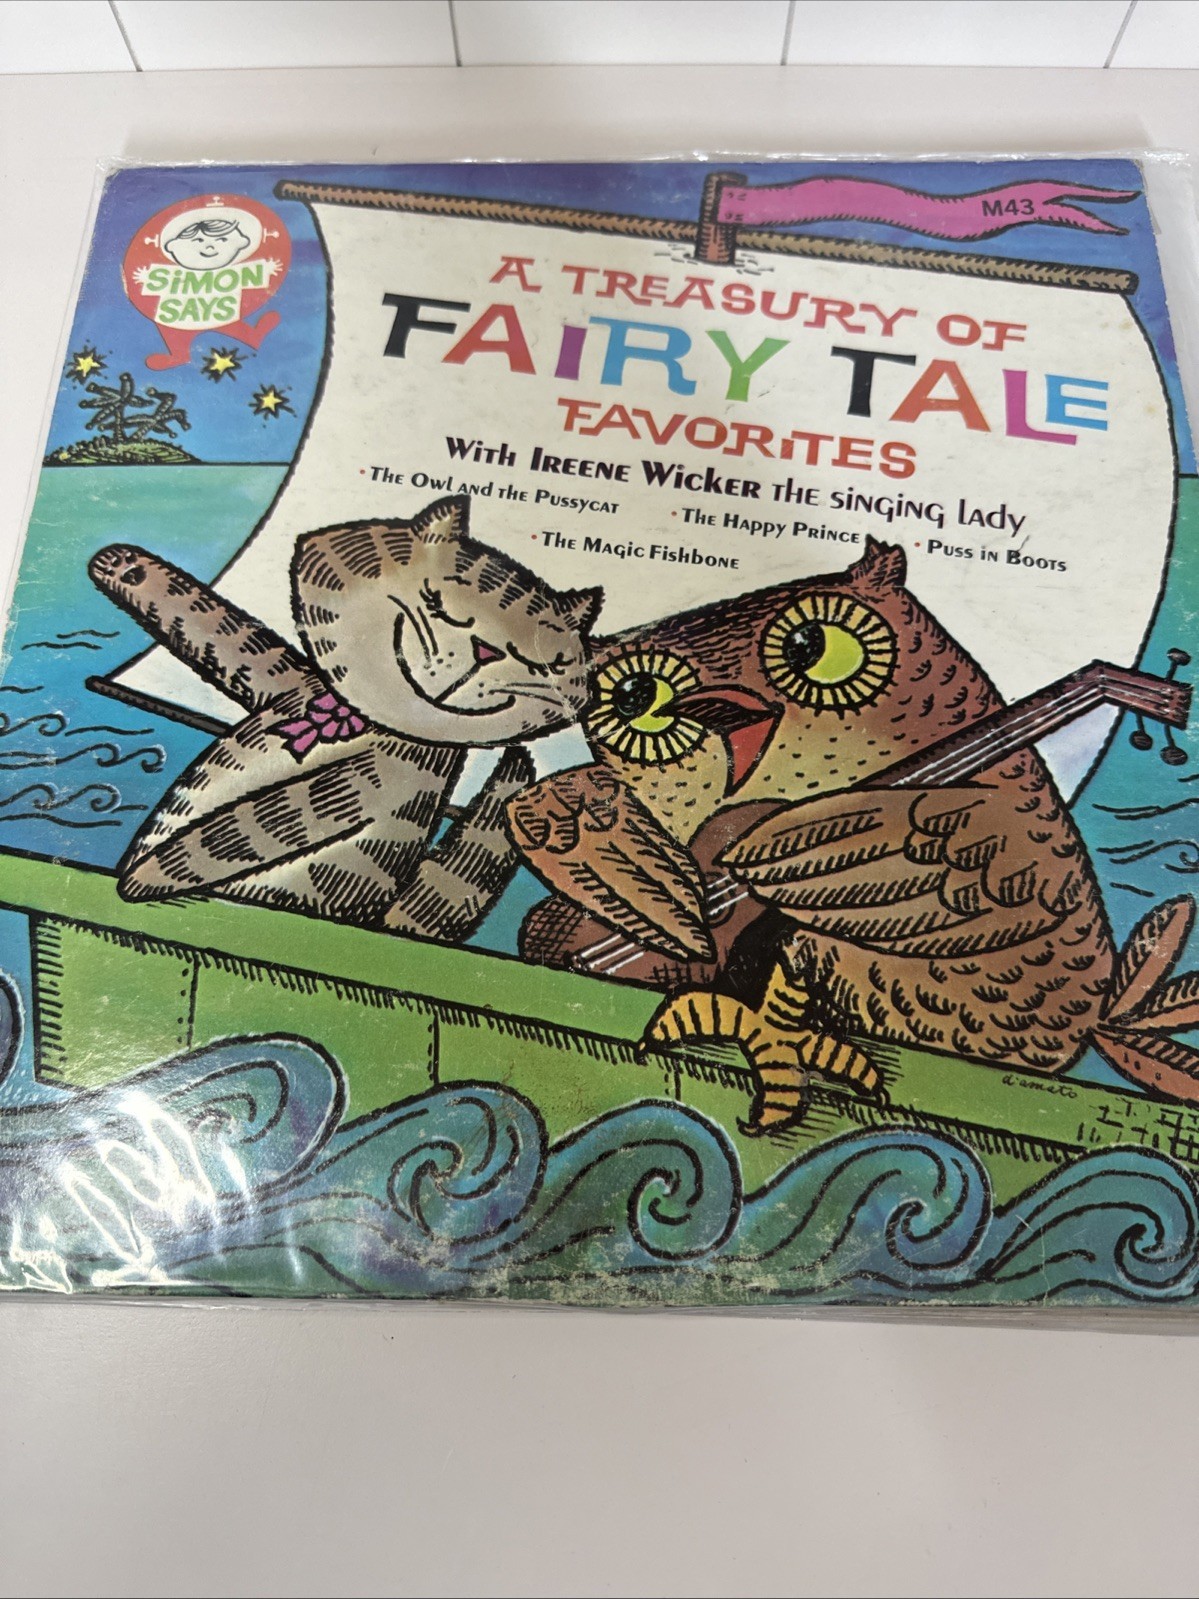 SiMON
SAYS
M43
A TREASURY OF
FAiRY TALE
FAVORiTES
WiTH IREENE WiCKER THE SiNGiNG LADY
• THE OWL AND THE PUSSYCAT
• THE HAPPY PRINCE
• PUSS iN BOOTS
• THE MAGiC FiSHBONE
d'amato